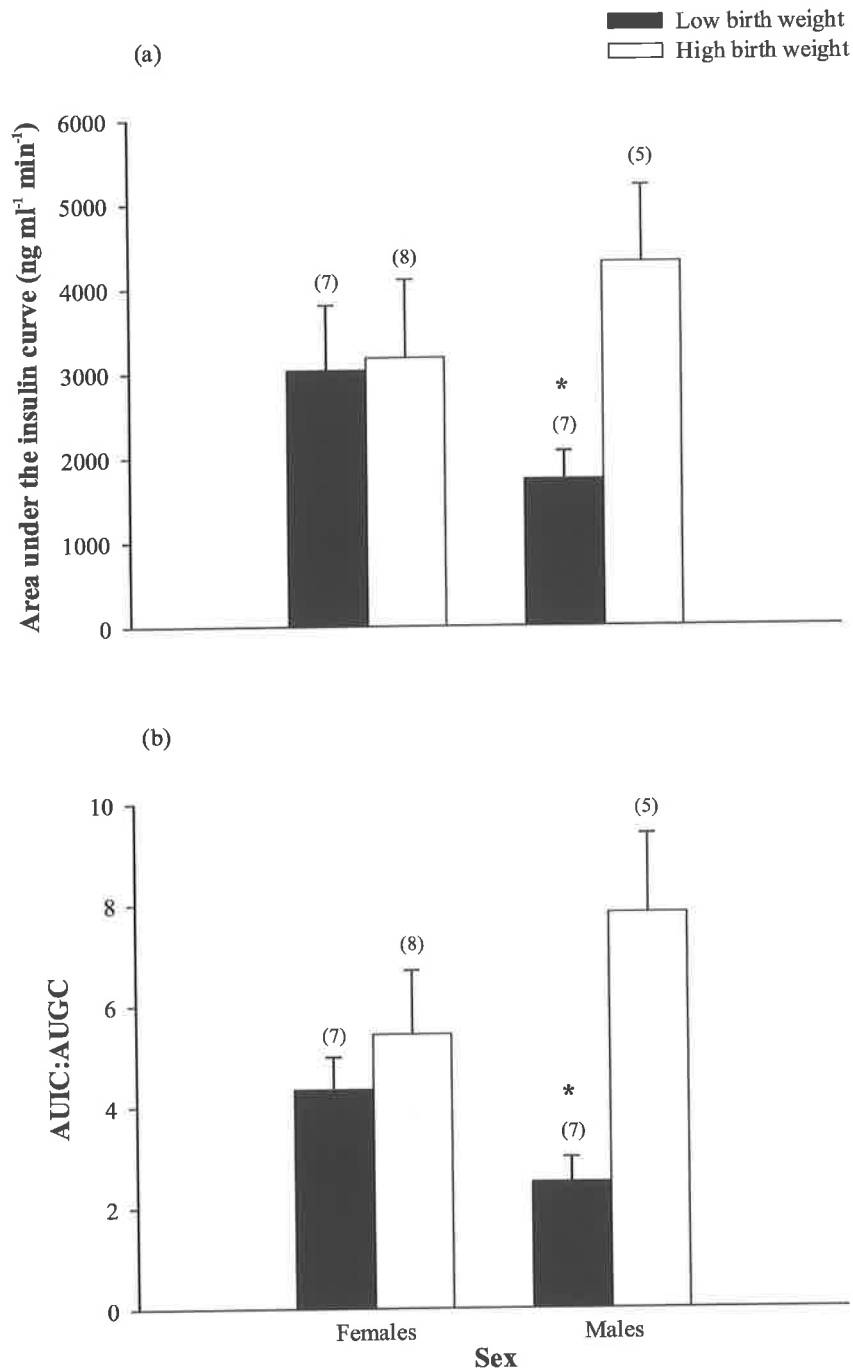 Low birth weight
High birth weight
(a)
Area under the insulin curve (ng ml⁻¹ min⁻¹)
6000
5000
4000
3000
2000
1000
0
(7)
(8)
*
(7)
(5)
(b)
AUIC:AUGC
10
8
6
4
2
0
(7)
(8)
*
(7)
(5)
Females
Males
Sex